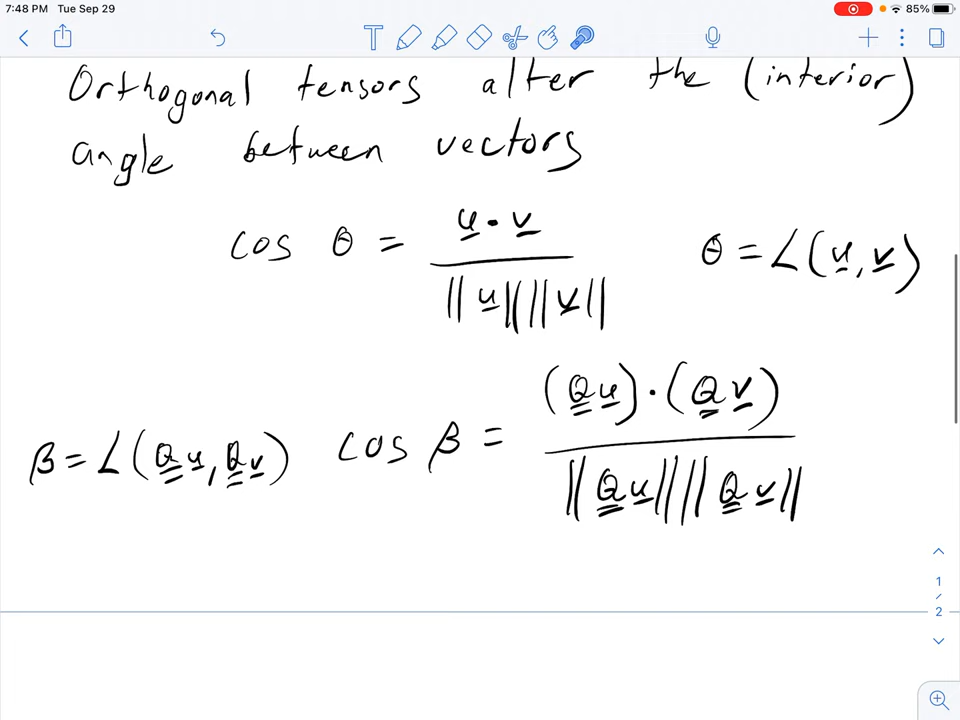 7:48 PM Tue Sep 29 85%
Orthogonal tensors alter the (interior)
angle between vectors
cos θ = u · v / ||u|| ||v|| θ = ∠(u, v)
β = ∠(Qu, Qv) cos β = (Qu) · (Qv) / ||Qu|| ||Qv||
1
/
2